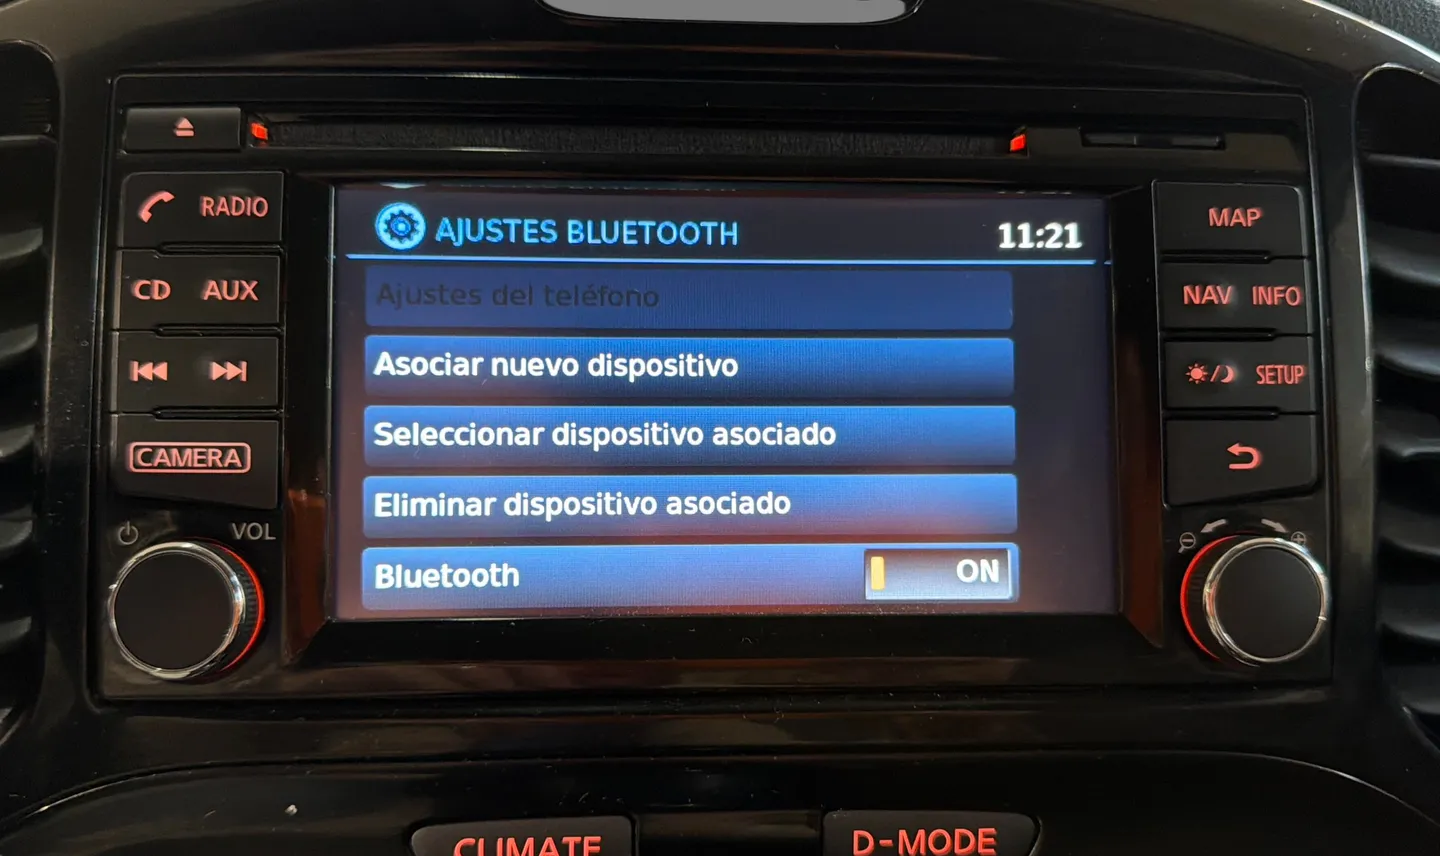 RADIO
CD AUX
CAMERA
VOL
AJUSTES BLUETOOTH 11:21
Ajustes del teléfono
Asociar nuevo dispositivo
Seleccionar dispositivo asociado
Eliminar dispositivo asociado
Bluetooth ON
MAP
NAV INFO
SETUP
CLIMATE D-MODE